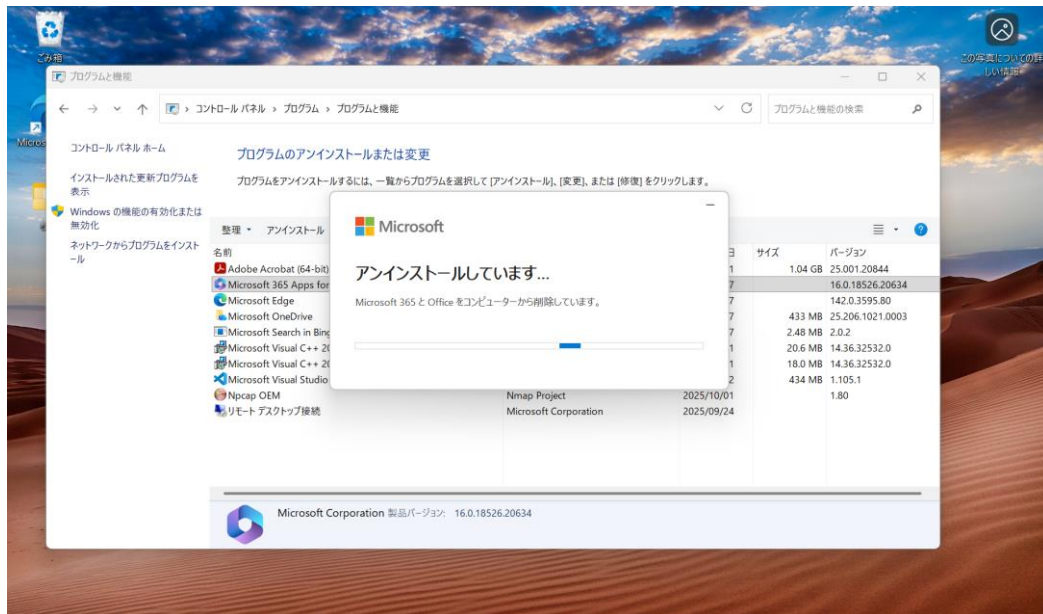 ごみ箱
この写真についての詳
しい情報
Micros
プログラムと機能
コントロール パネル › プログラム › プログラムと機能
プログラムと機能の検索
コントロール パネル ホーム
インストールされた更新プログラムを
表示
Windows の機能の有効化または
無効化
ネットワークからプログラムをインスト
ール
プログラムのアンインストールまたは変更
プログラムをアンインストールするには、一覧からプログラムを選択して [アンインストール]、[変更]、または [修復] をクリックします。
整理 アンインストール
名前 日 サイズ バージョン
Adobe Acrobat (64-bit) 1 1.04 GB 25.001.20844
Microsoft 365 Apps for 7 16.0.18526.20634
Microsoft Edge 7 142.0.3595.80
Microsoft OneDrive 7 433 MB 25.206.1021.0003
Microsoft Search in Bing 7 2.48 MB 2.0.2
Microsoft Visual C++ 20 1 20.6 MB 14.36.32532.0
Microsoft Visual C++ 20 1 18.0 MB 14.36.32532.0
Microsoft Visual Studio 2 434 MB 1.105.1
Npcap OEM Nmap Project 2025/10/01 1.80
リモート デスクトップ接続 Microsoft Corporation 2025/09/24
Microsoft
アンインストールしています...
Microsoft 365 と Office をコンピューターから削除しています。
Microsoft Corporation 製品バージョン: 16.0.18526.20634